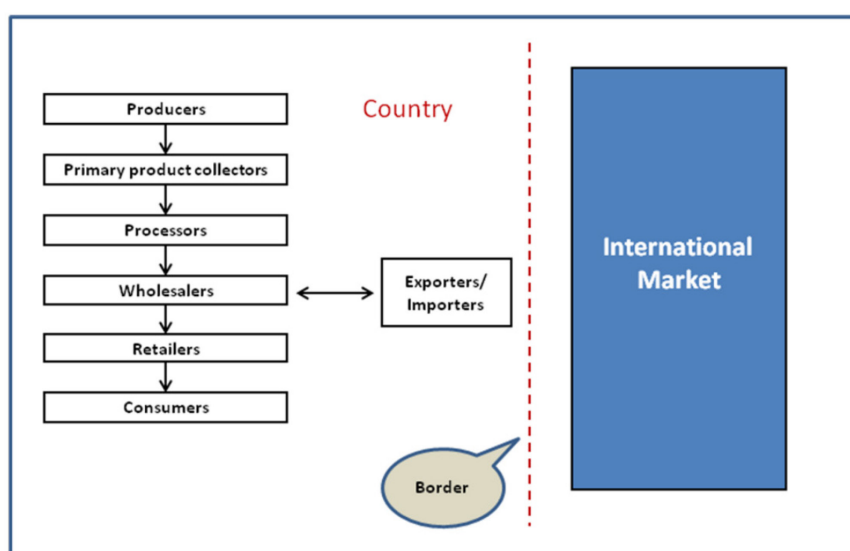 Producers
Country
Primary product collectors
Processors
International
Market
Wholesalers
Exporters/
Importers
Retailers
Consumers
Border